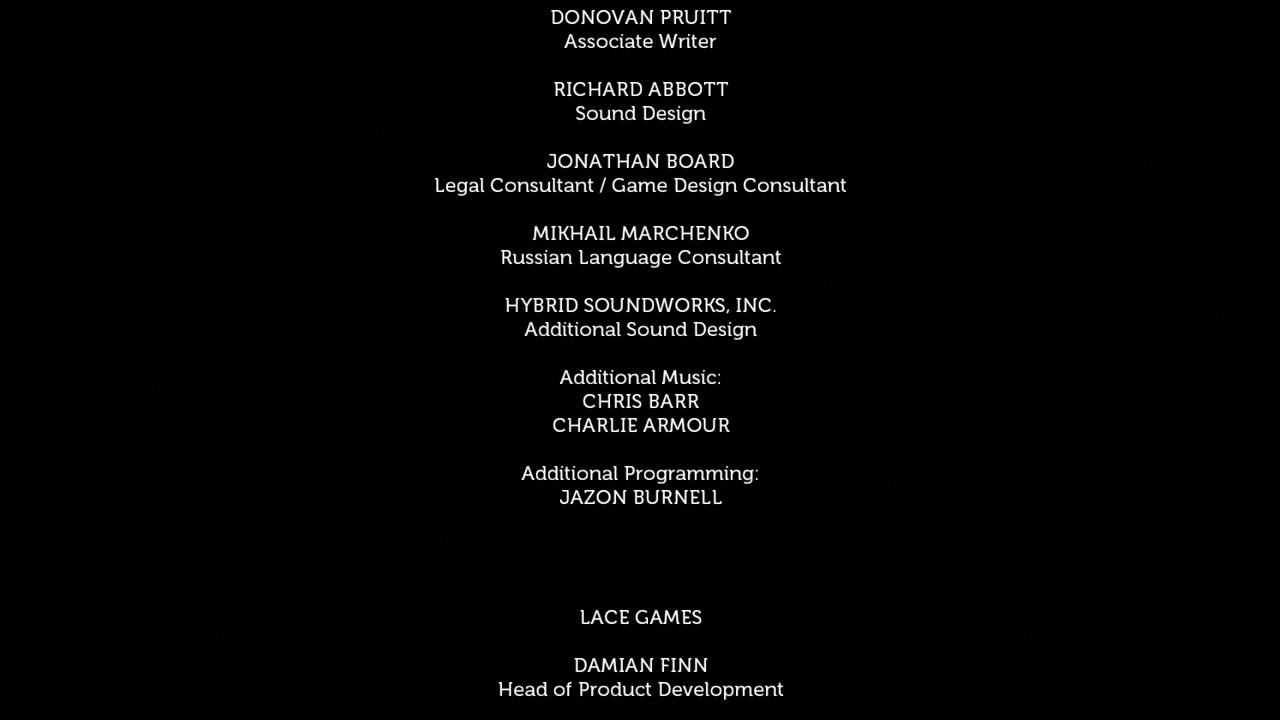 DONOVAN PRUITT
Associate Writer
RICHARD ABBOTT
Sound Design
JONATHAN BOARD
Legal Consultant / Game Design Consultant
MIKHAIL MARCHENKO
Russian Language Consultant
HYBRID SOUNDWORKS, INC.
Additional Sound Design
Additional Music:
CHRIS BARR
CHARLIE ARMOUR
Additional Programming:
JAZON BURNELL
LACE GAMES
DAMIAN FINN
Head of Product Development